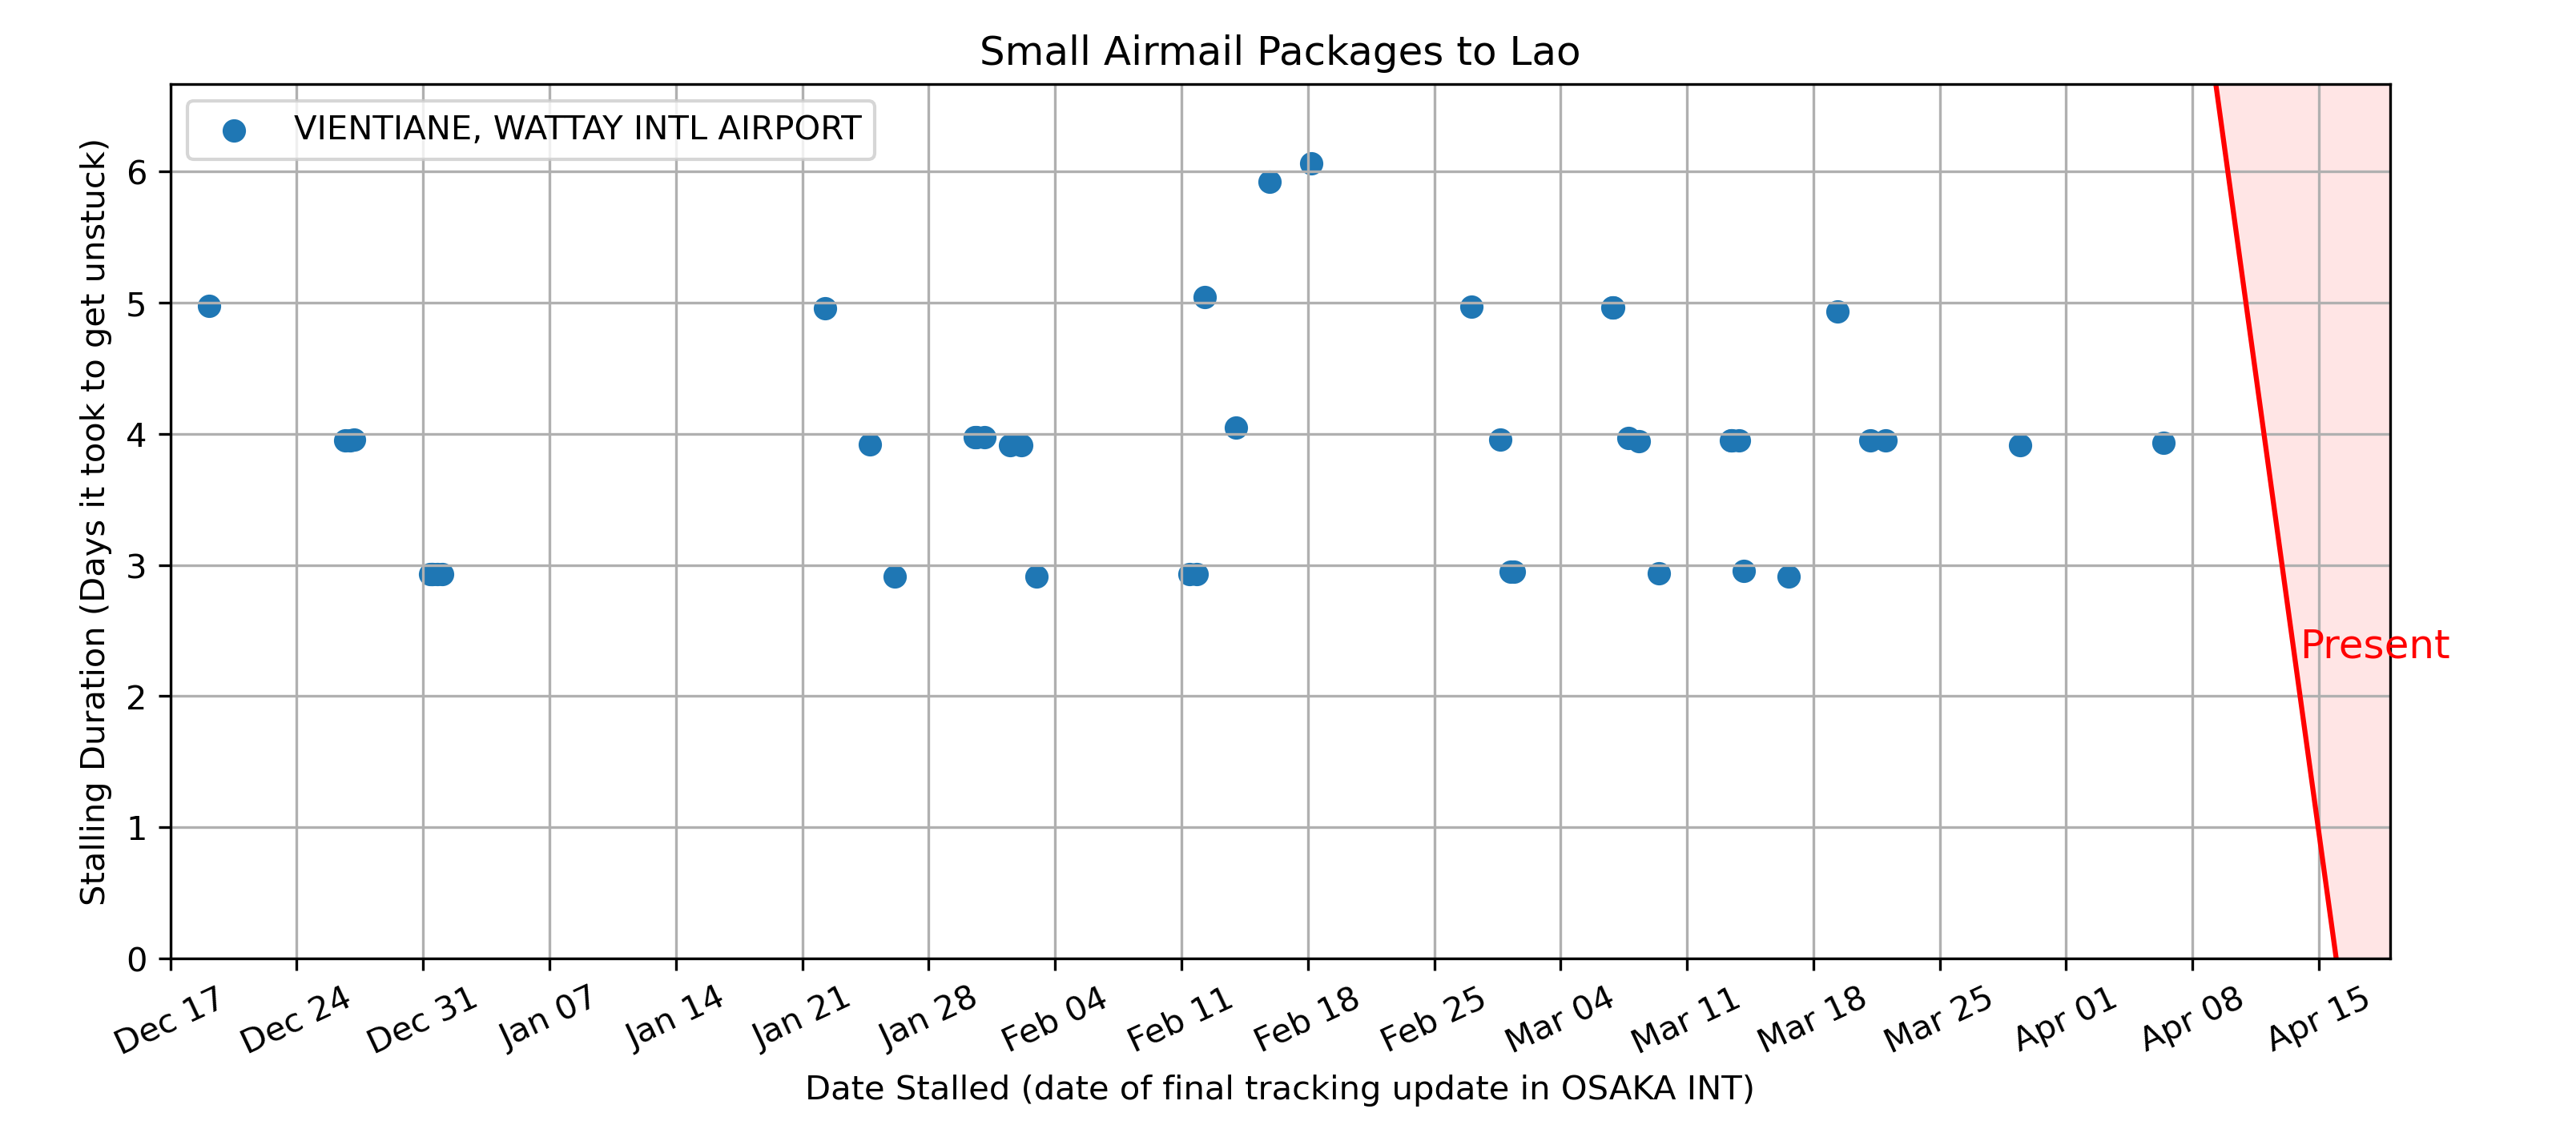 Small Airmail Packages to Lao
VIENTIANE, WATTAY INTL AIRPORT
Stalling Duration (Days it took to get unstuck)
6
5
4
3
2
1
0
Present
Dec 17
Dec 24
Dec 31
Jan 07
Jan 14
Jan 21
Jan 28
Feb 04
Feb 11
Feb 18
Feb 25
Mar 04
Mar 11
Mar 18
Mar 25
Apr 01
Apr 08
Apr 15
Date Stalled (date of final tracking update in OSAKA INT)